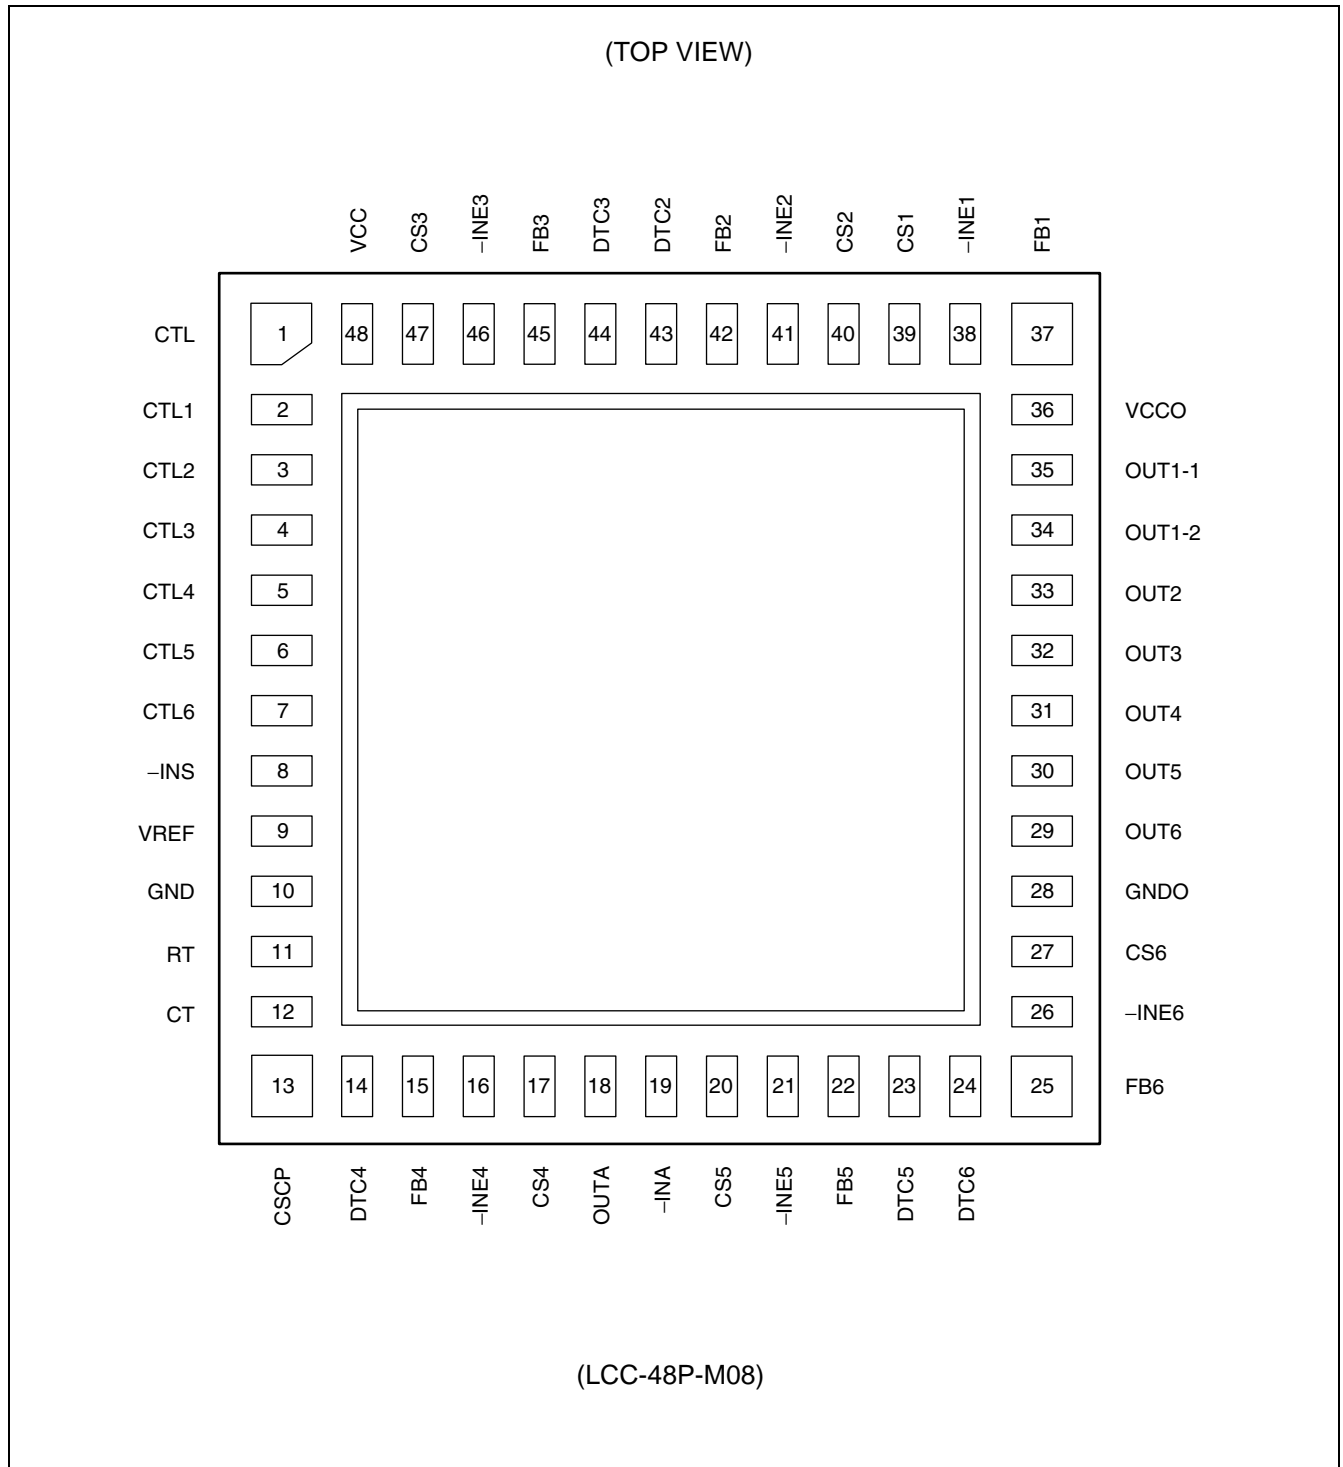 (TOP VIEW)
VCC CS3 –INE3 FB3 DTC3 DTC2 FB2 –INE2 CS2 CS1 –INE1 FB1
CTL 1 48 47 46 45 44 43 42 41 40 39 38 37
CTL1 2 36 VCCO
CTL2 3 35 OUT1-1
CTL3 4 34 OUT1-2
CTL4 5 33 OUT2
CTL5 6 32 OUT3
CTL6 7 31 OUT4
–INS 8 30 OUT5
VREF 9 29 OUT6
GND 10 28 GNDO
RT 11 27 CS6
CT 12 26 –INE6
13 14 15 16 17 18 19 20 21 22 23 24 25 FB6
CSCP DTC4 FB4 –INE4 CS4 OUTA –INA CS5 –INE5 FB5 DTC5 DTC6
(LCC-48P-M08)